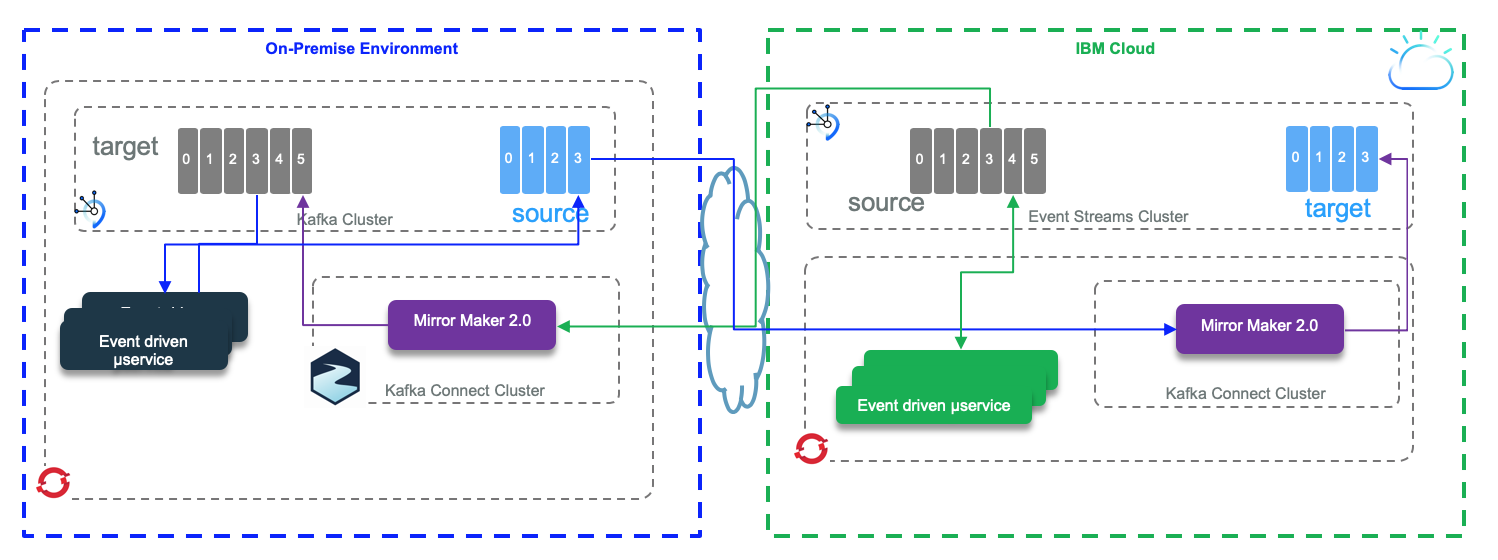 On-Premise Environment
IBM Cloud
target
0 1 2 3 4 5
0 1 2 3
source
Kafka Cluster
0 1 2 3 4 5
0 1 2 3
source
Event Streams Cluster
target
Mirror Maker 2.0
Mirror Maker 2.0
Event driven
µservice
Kafka Connect Cluster
Kafka Connect Cluster
Event driven µservice